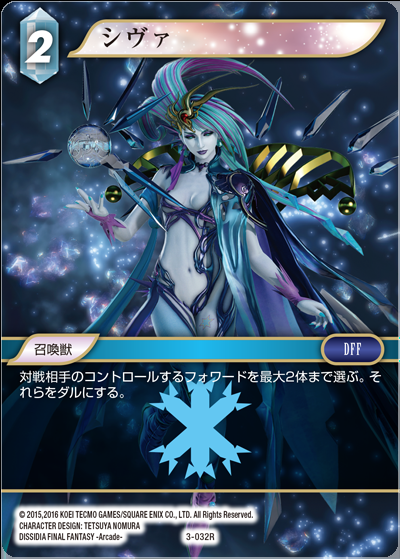 2
シヴァ
召喚獣
DFF
対戦相手のコントロールするフォワードを最大2体まで選ぶ。そ
れらをダルにする。
© 2015,2016 KOEI TECMO GAMES/SQUARE ENIX CO., LTD. All Rights Reserved.
CHARACTER DESIGN: TETSUYA NOMURA
DISSIDIA FINAL FANTASY -Arcade-
3-032R